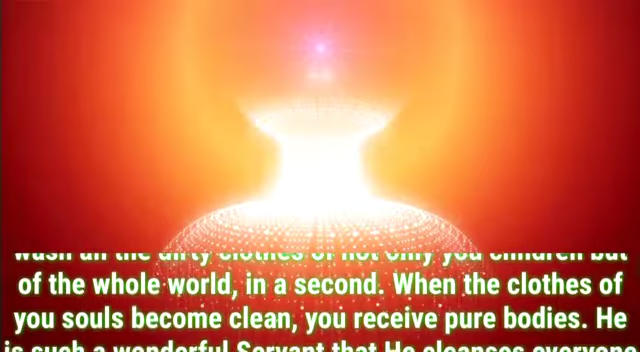 wash all the dirty clothes of not only you children but
of the whole world, in a second. When the clothes of
you souls become clean, you receive pure bodies. He
is such a wonderful Servant that He cleanses everyone